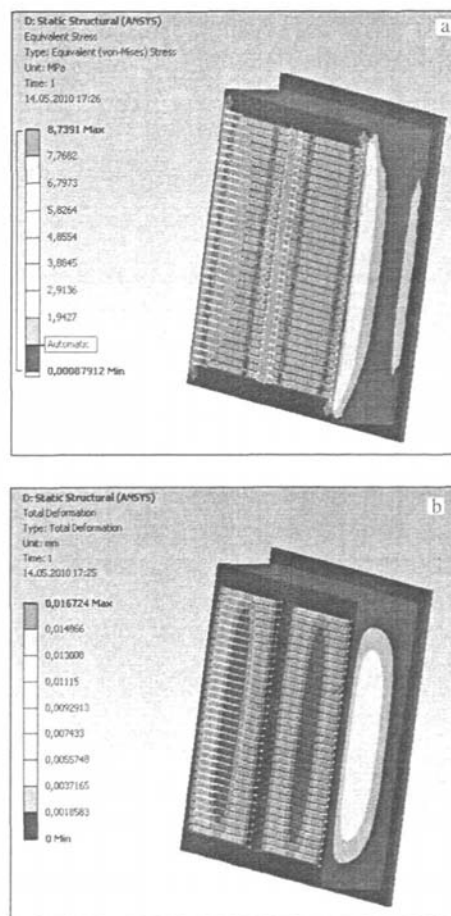 a
D: Static Structural (ANSYS)
Equivalent Stress
Type: Equivalent (von-Mises) Stress
Unit: MPa
Time: 1
14.05.2010 17:26
8,7391 Max
7,7682
6,7973
5,8264
4,8554
3,8845
2,9136
1,9427
Automatic
0,00087912 Min
b
D: Static Structural (ANSYS)
Total Deformation
Type: Total Deformation
Unit: mm
Time: 1
14.05.2010 17:25
0,016724 Max
0,014866
0,013008
0,01115
0,0092913
0,007433
0,0055748
0,0037165
0,0018583
0 Min